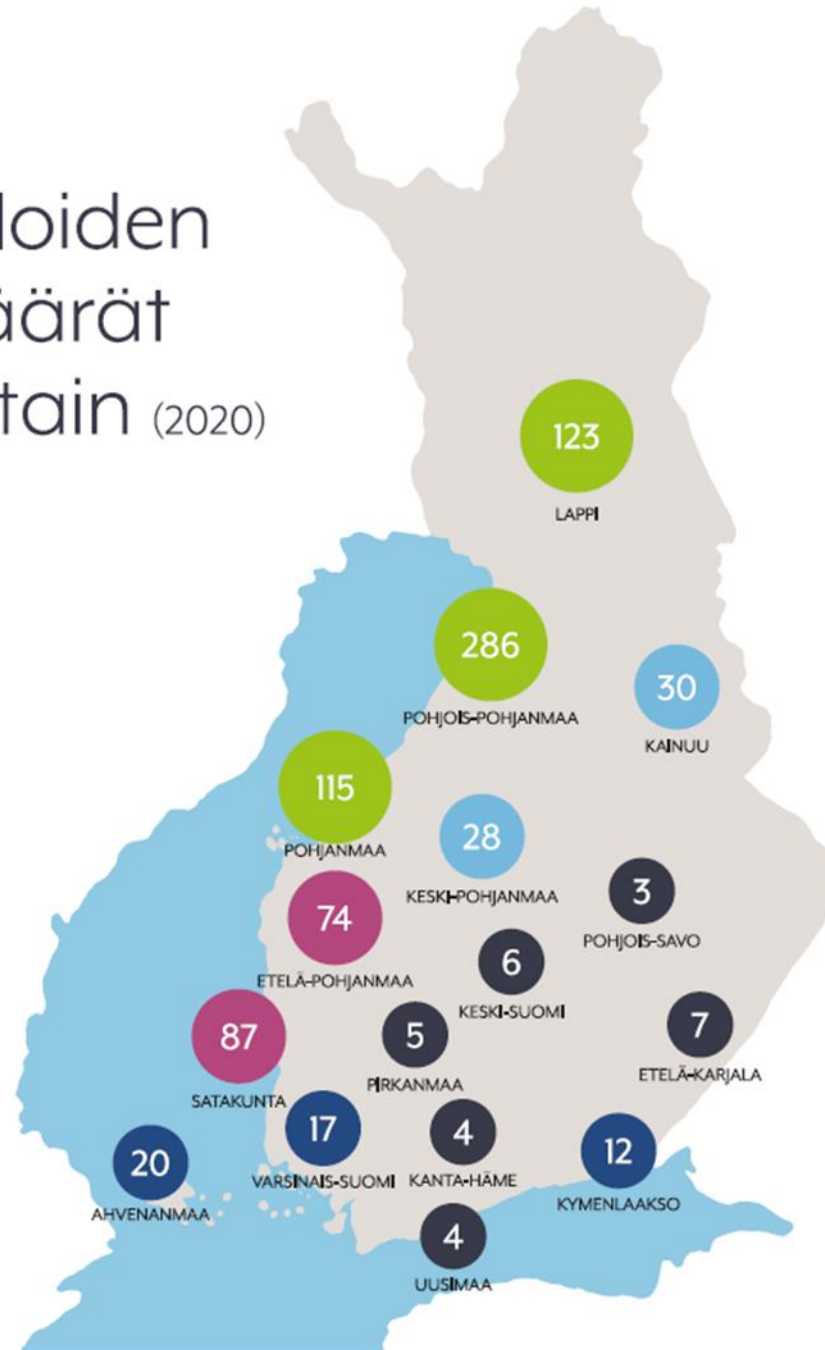 loiden
äärät
tain (2020)
123
LAPPI
286
POHJOIS-POHJANMAA
30
KAINUU
115
POHJANMAA
28
KESKI-POHJANMAA
3
POHJOIS-SAVO
74
ETELÄ-POHJANMAA
6
KESKI-SUOMI
87
SATAKUNTA
5
PIRKANMAA
7
ETELÄ-KARJALA
20
AHVENANMAA
17
VARSINAIS-SUOMI
4
KANTA-HÄME
12
KYMENLAAKSO
4
UUSIMAA